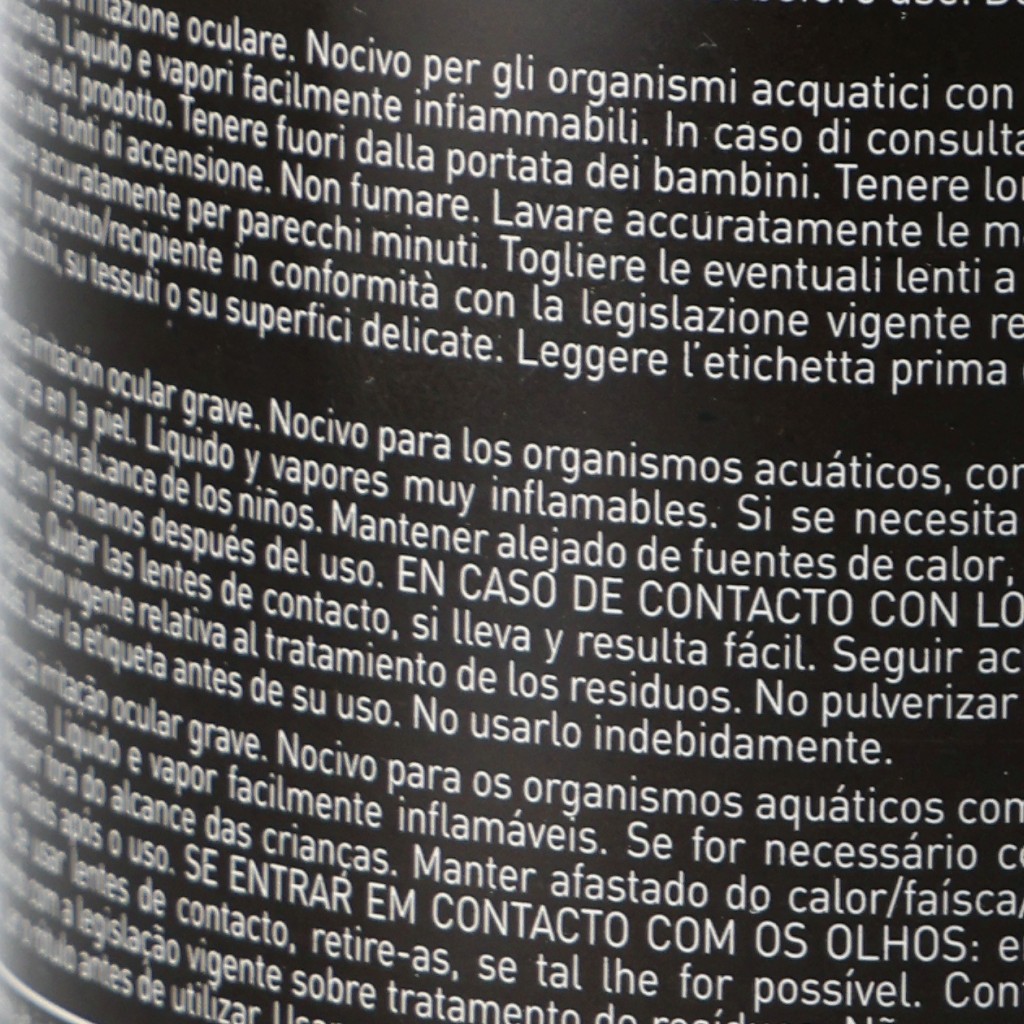 before use.
irritazione oculare. Nocivo per gli organismi acquatici con
Liquido e vapori facilmente infiammabili. In caso di
del prodotto. Tenere fuori dalla portata dei bambini. Tenere
altre fonti di accensione. Non fumare. Lavare accuratamente le
accuratamente per parecchi minuti. Togliere le eventuali lenti a
il prodotto/recipiente in conformità con la legislazione vigente
occhi, su tessuti o su superfici delicate. Leggere l'etichetta prima
irritación ocular grave. Nocivo para los organismos acuáticos,
en la piel. Líquido y vapores muy inflamables. Si se necesita
fuera del alcance de los niños. Mantener alejado de fuentes de calor,
las manos después del uso. EN CASO DE CONTACTO CON
Quitar las lentes de contacto, si lleva y resulta fácil. Seguir
vigente relativa al tratamiento de los residuos. No pulverizar
Leer la etiqueta antes de su uso. No usarlo indebidamente.
irritação ocular grave. Nocivo para os organismos aquáticos com
Líquido e vapor facilmente inflamáveis. Se for necessário
fora do alcance das crianças. Manter afastado do calor/faísca/
mãos após o uso. SE ENTRAR EM CONTACTO COM OS OLHOS:
Se usar lentes de contacto, retire-as, se tal lhe for possível.
com a legislação vigente sobre tratamento de
o rótulo antes de utilizar.